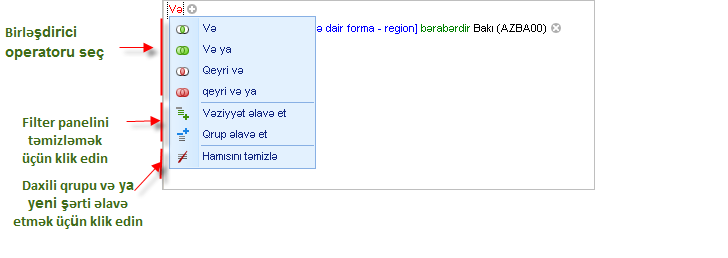 Və
Birləşdirici
operatoru seç
Və
ə dair forma - region] bərabərdir Bakı (AZBA00)
Və ya
Qeyri və
qeyri və ya
Vəziyyət əlavə et
Qrup əlavə et
Hamısını təmizlə
Filter panelini
təmizləmək
üçün klik edin
Daxili qrupu və ya
yeni şərti əlavə
etmək üçün klik edin